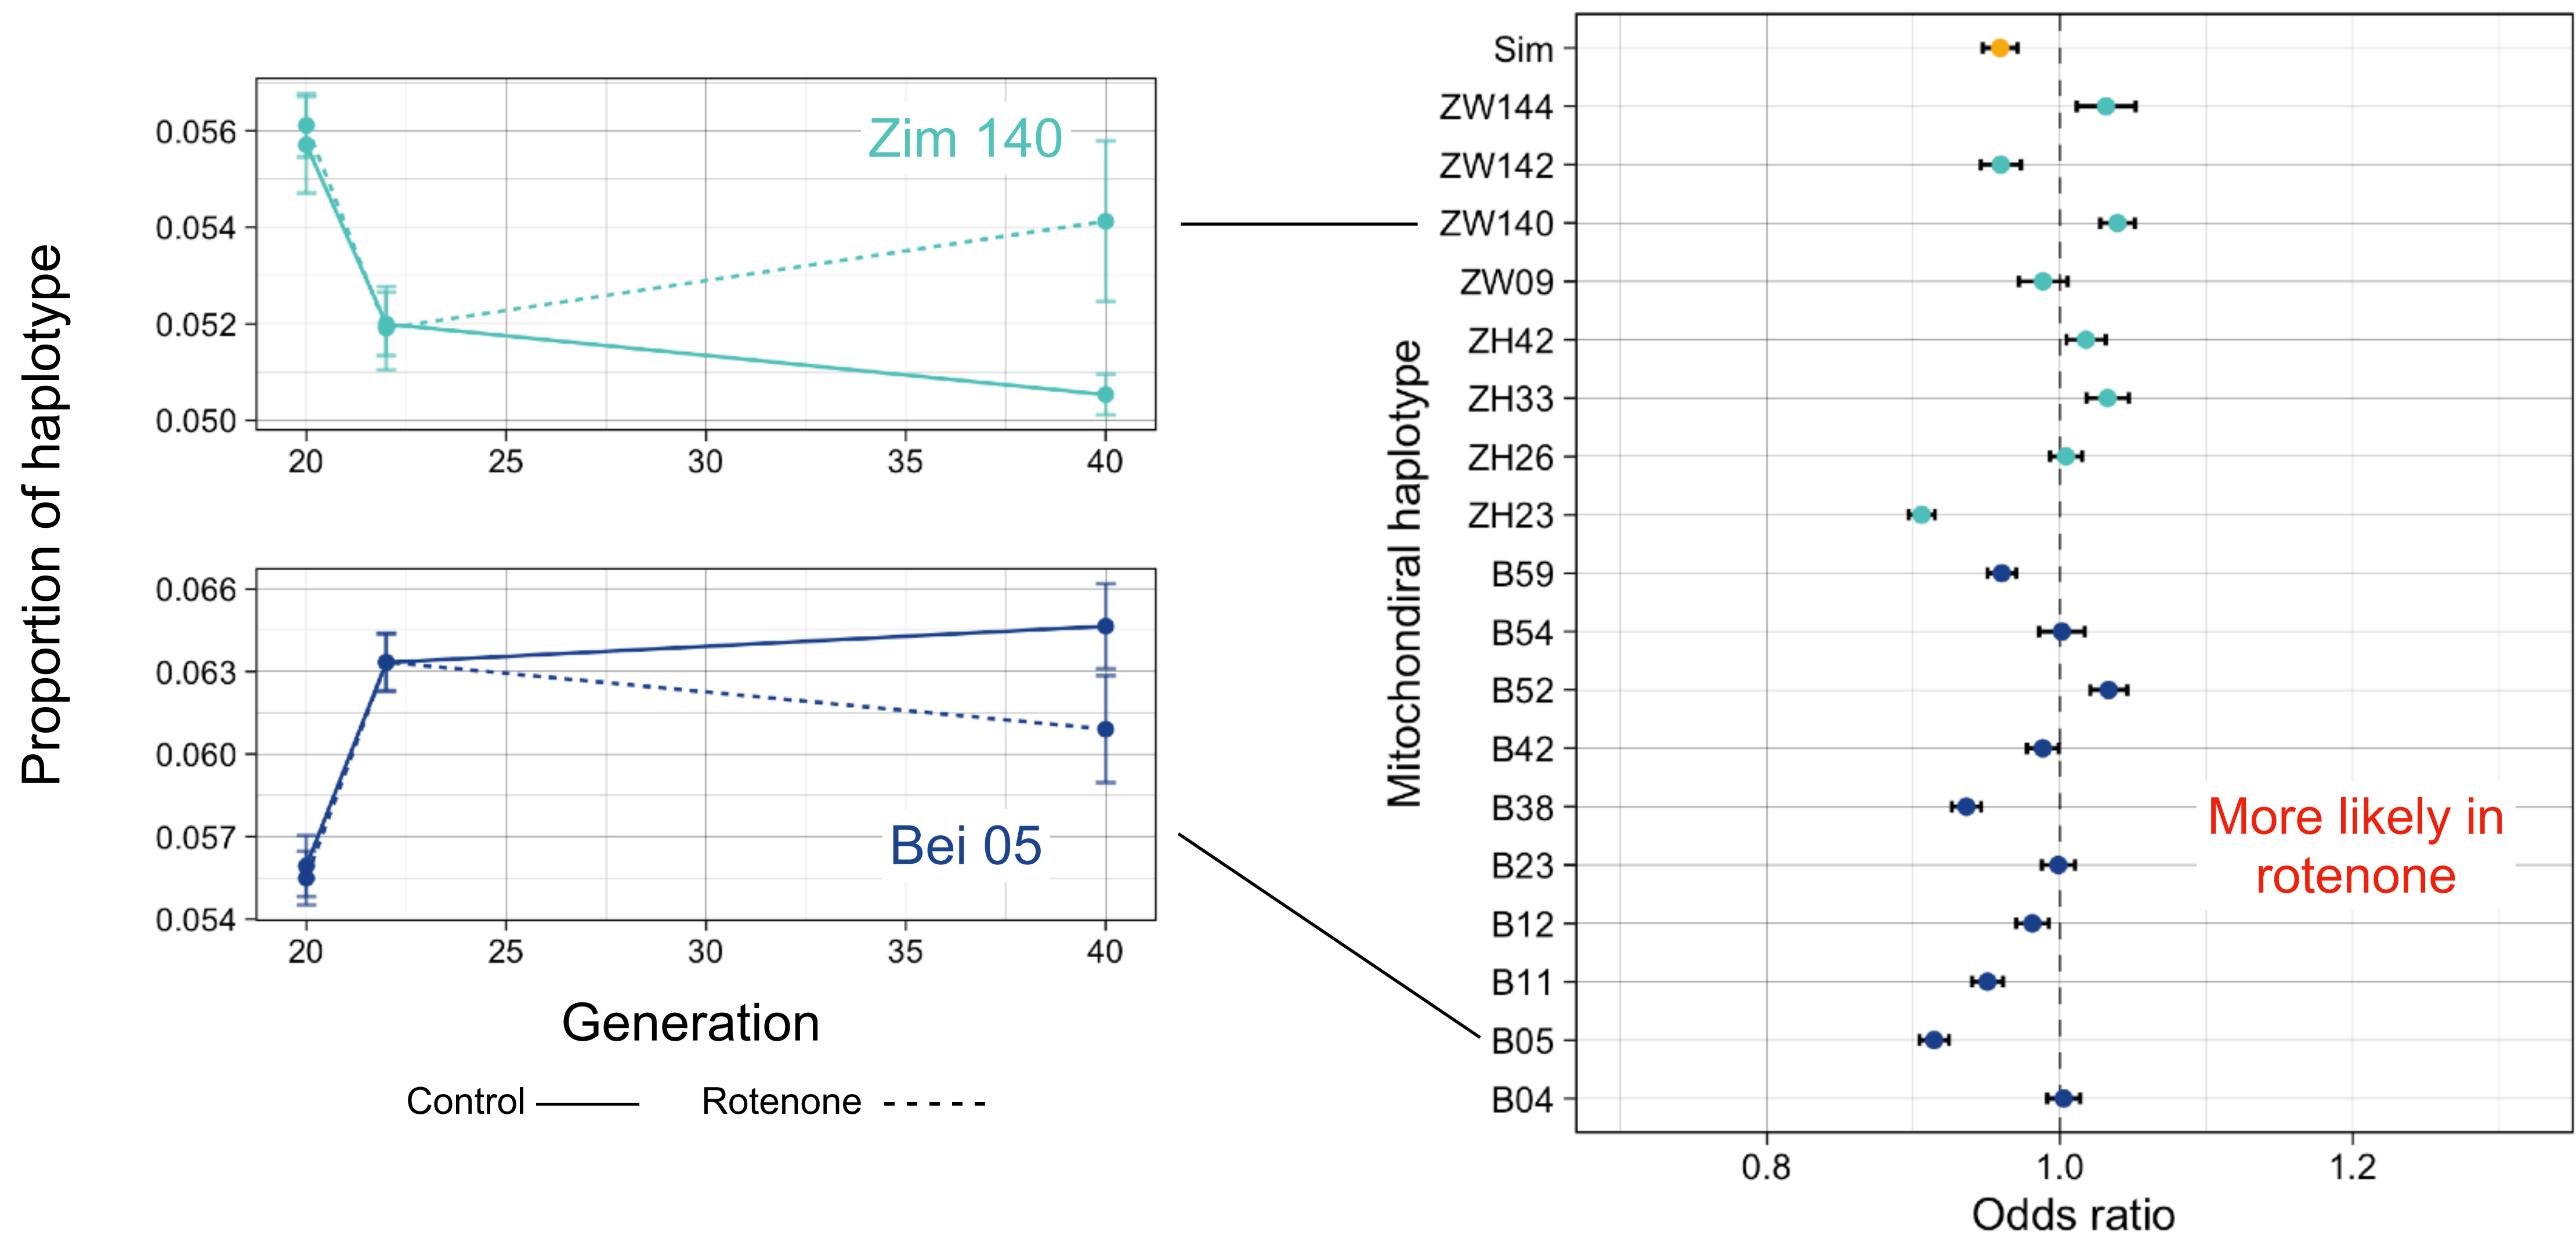 Proportion of haplotype
0.056
0.054
0.052
0.050
Zim 140
20 25 30 35 40
0.066
0.063
0.060
0.057
0.054
Bei 05
20 25 30 35 40
Generation
Control
Rotenone
Mitochondiral haplotype
Sim
ZW144
ZW142
ZW140
ZW09
ZH42
ZH33
ZH26
ZH23
B59
B54
B52
B42
B38
B23
B12
B11
B05
B04
More likely in
rotenone
0.8 1.0 1.2
Odds ratio